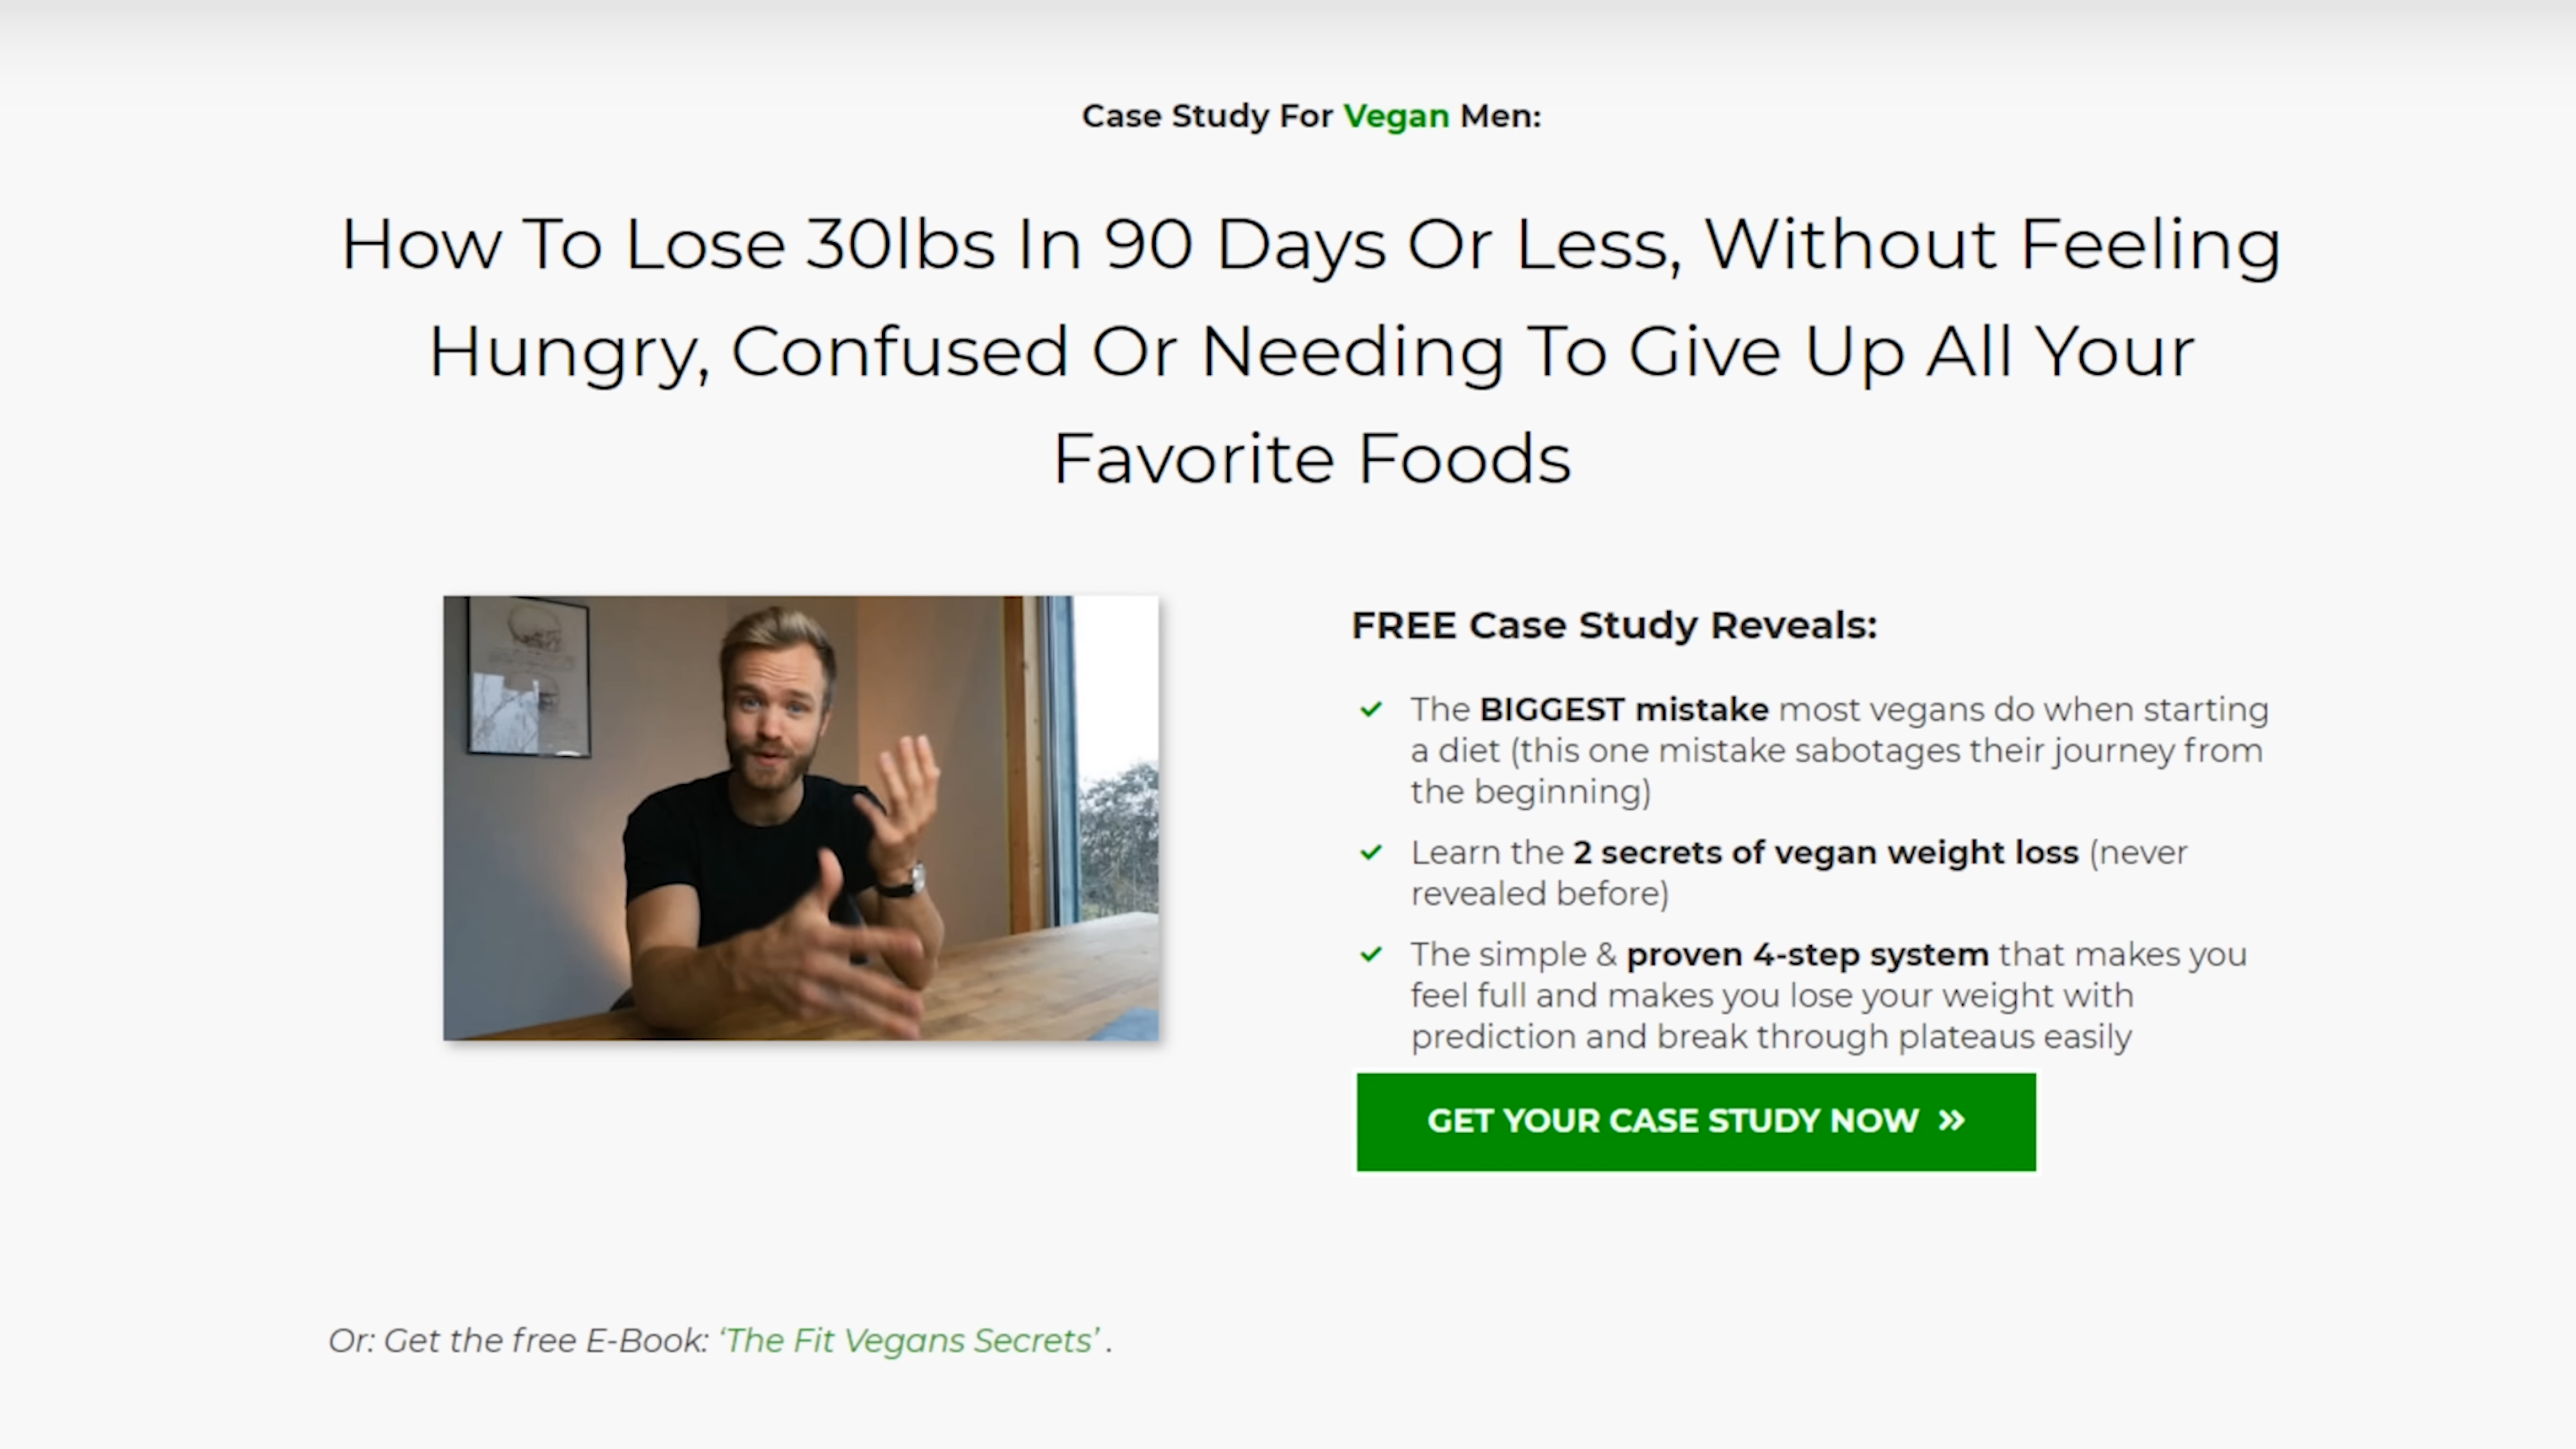 Case Study For Vegan Men:
How To Lose 30lbs In 90 Days Or Less, Without Feeling
Hungry, Confused Or Needing To Give Up All Your
Favorite Foods
FREE Case Study Reveals:
The BIGGEST mistake most vegans do when starting
a diet (this one mistake sabotages their journey from
the beginning)
Learn the 2 secrets of vegan weight loss (never
revealed before)
The simple & proven 4-step system that makes you
feel full and makes you lose your weight with
prediction and break through plateaus easily
GET YOUR CASE STUDY NOW »
Or: Get the free E-Book: ‘The Fit Vegans Secrets’ .